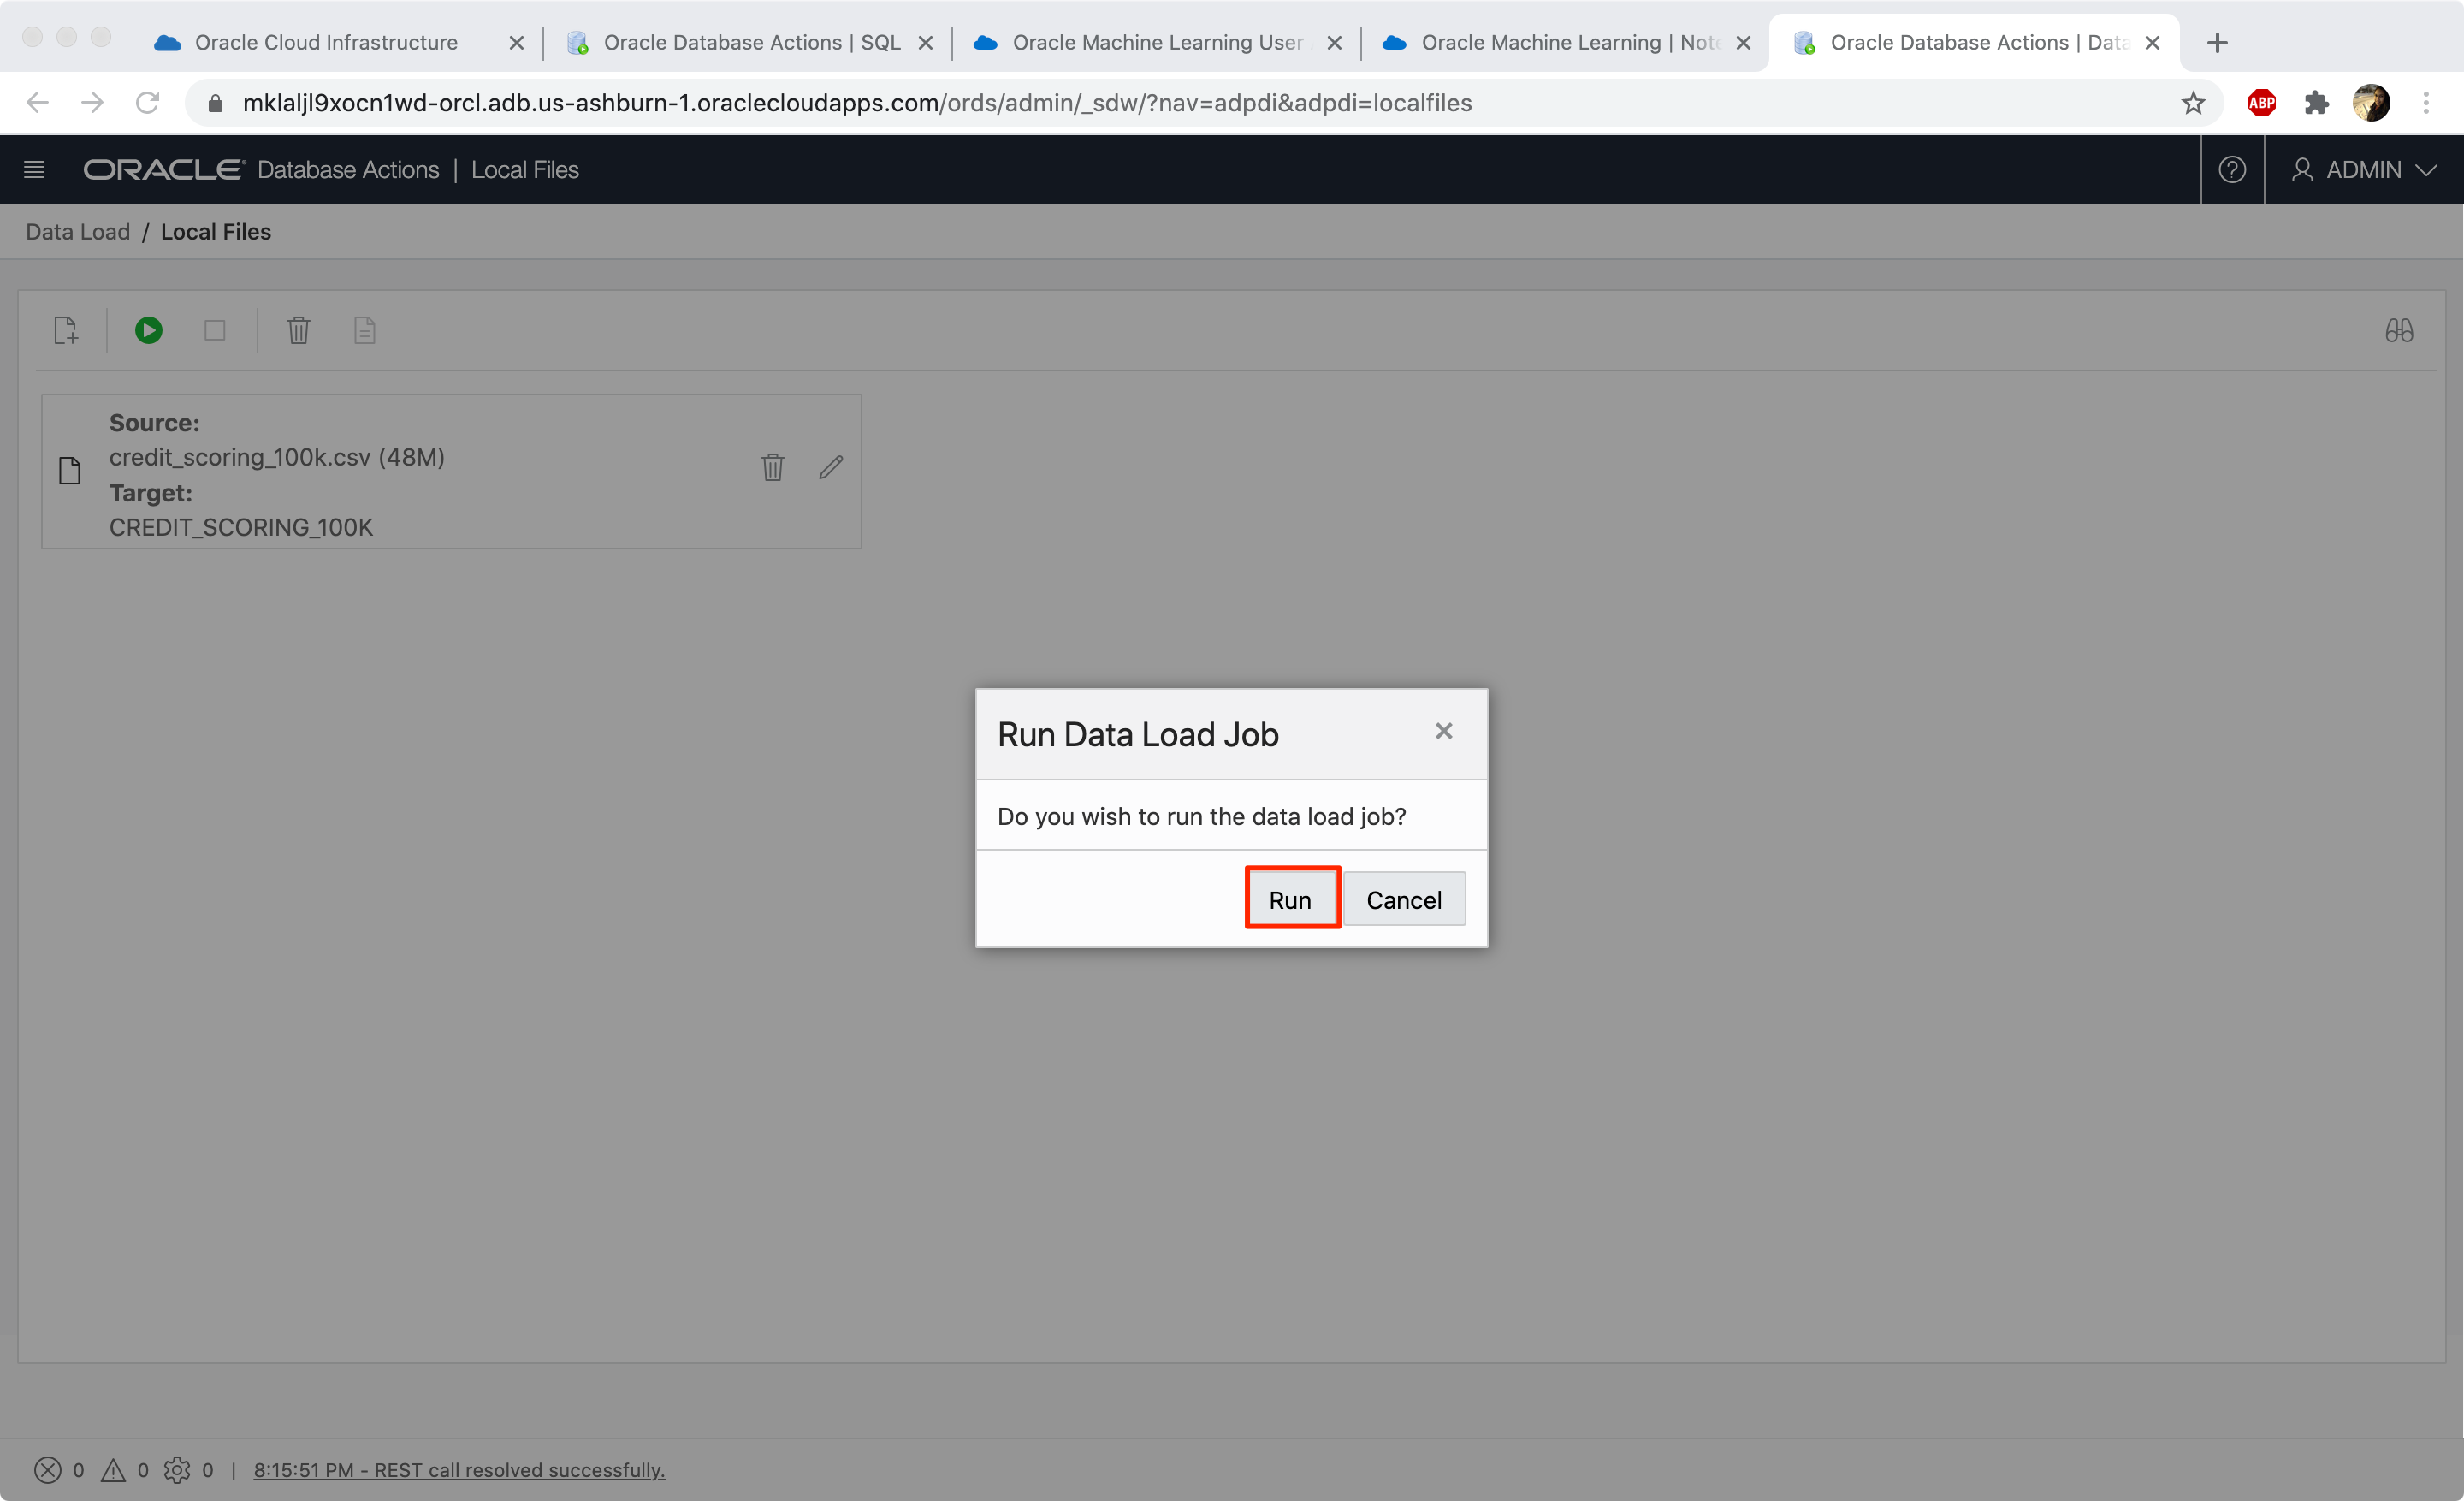 Oracle Cloud Infrastructure
Oracle Database Actions | SQL
Oracle Machine Learning User
Oracle Machine Learning | Note
Oracle Database Actions | Data
mklaljl9xocn1wd-orcl.adb.us-ashburn-1.oraclecloudapps.com/ords/admin/_sdw/?nav=adpdi&adpdi=localfiles
ABP
ORACLE® Database Actions | Local Files
ADMIN
Data Load / Local Files
Source:
credit_scoring_100k.csv (48M)
Target:
CREDIT_SCORING_100K
Run Data Load Job
Do you wish to run the data load job?
Run
Cancel
0 0 0 | 8:15:51 PM - REST call resolved successfully.